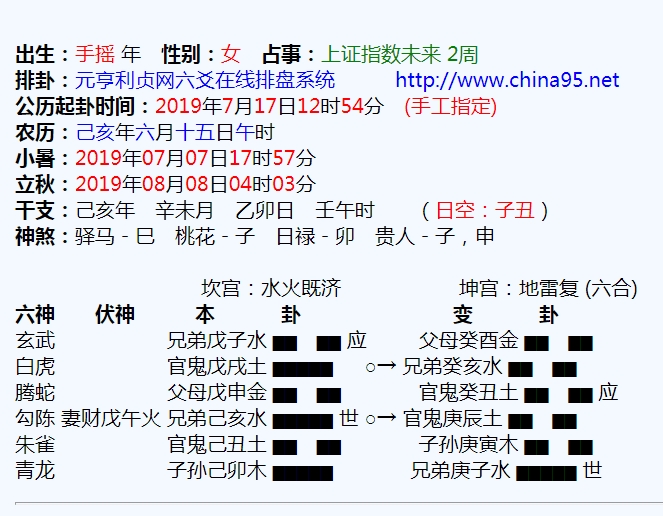 出生：手摇 年 性别：女 占事：上证指数未来 2周
排卦：元亨利贞网六爻在线排盘系统 http://www.china95.net
公历起卦时间：2019年7月17日12时54分 (手工指定)
农历：己亥年六月十五日午时
小暑：2019年07月07日17时57分
立秋：2019年08月08日04时03分
干支：己亥年 辛未月 乙卯日 壬午时 （日空：子丑）
神煞：驿马－巳 桃花－子 日禄－卯 贵人－子，申
坎宫：水火既济 坤宫：地雷复 (六合)
六神 伏神 本 卦 变 卦
玄武 兄弟戊子水 ▅▅ ▅▅ 应 父母癸酉金 ▅▅ ▅▅
白虎 官鬼戊戌土 ▅▅▅▅▅ ○→ 兄弟癸亥水 ▅▅ ▅▅
腾蛇 父母戊申金 ▅▅ ▅▅ 官鬼癸丑土 ▅▅ ▅▅ 应
勾陈 妻财戊午火 兄弟己亥水 ▅▅▅▅▅ 世 ○→ 官鬼庚辰土 ▅▅ ▅▅
朱雀 官鬼己丑土 ▅▅ ▅▅ 子孙庚寅木 ▅▅ ▅▅
青龙 子孙己卯木 ▅▅▅▅▅ 兄弟庚子水 ▅▅▅▅▅ 世